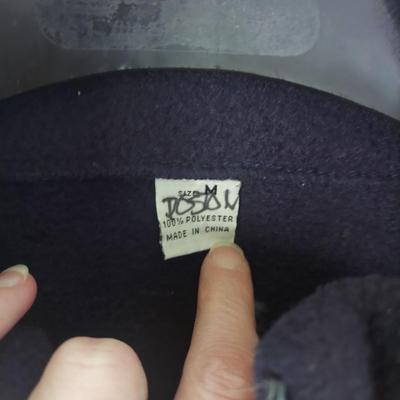 SIZE M
100% POLYESTER
MADE IN CHINA